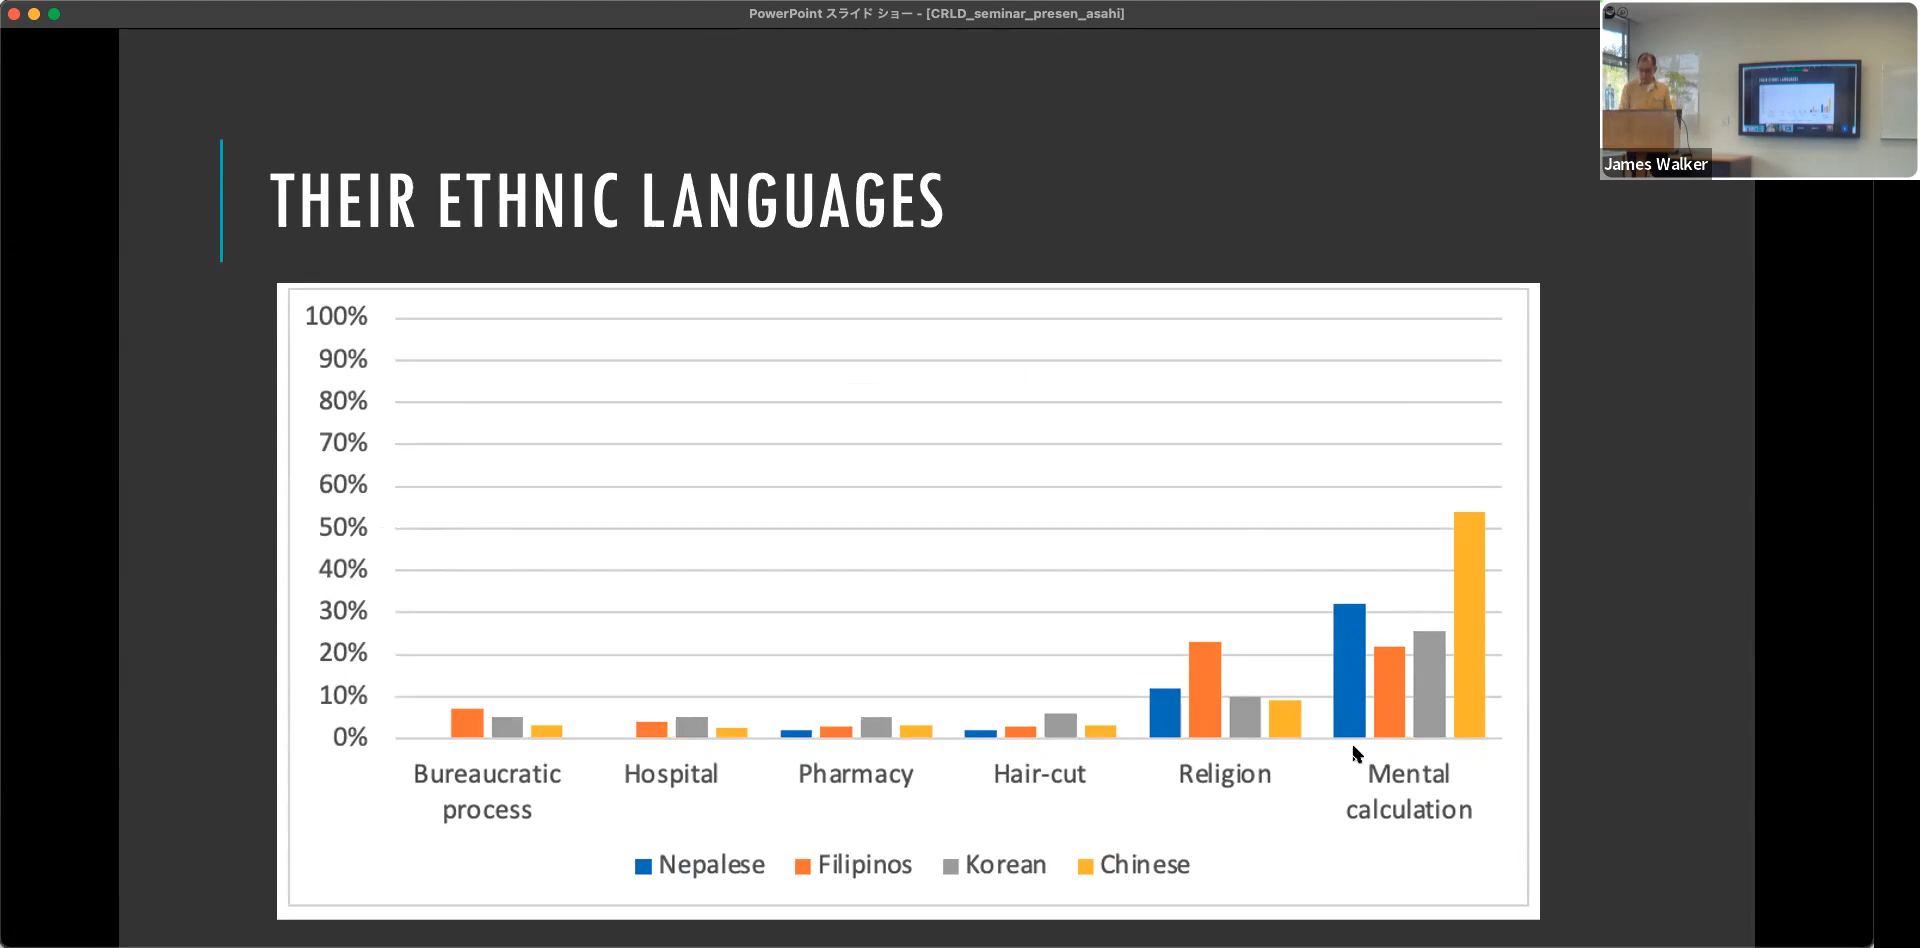 PowerPoint スライド ショー - [CRLD_seminar_presen_asahi]
James Walker
THEIR ETHNIC LANGUAGES
100%
90%
80%
70%
60%
50%
40%
30%
20%
10%
0%
Bureaucratic process
Hospital
Pharmacy
Hair-cut
Religion
Mental calculation
Nepalese
Filipinos
Korean
Chinese